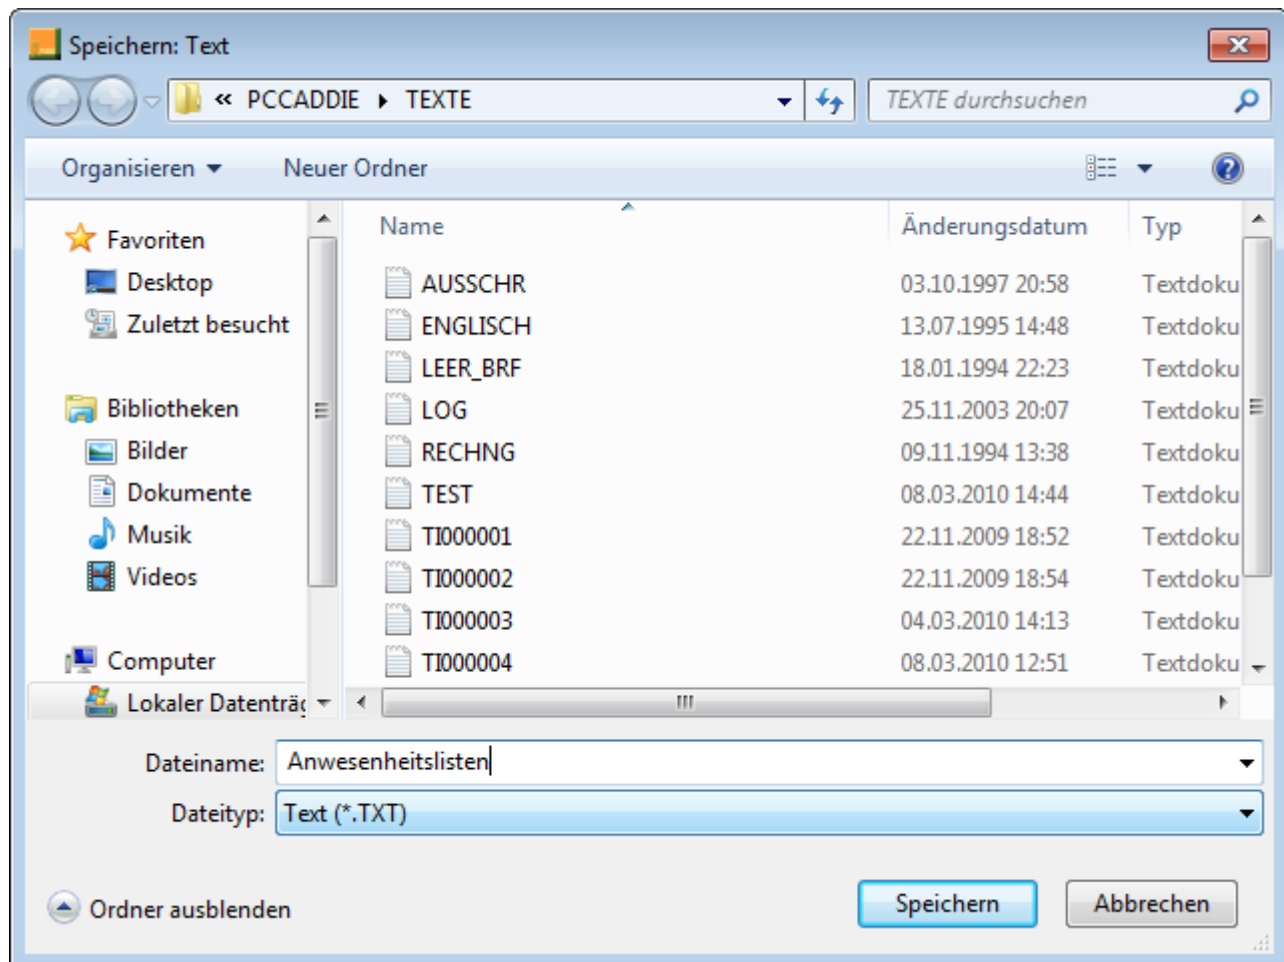 Speichern: Text
« PCCADDIE ▸ TEXTE
TEXTE durchsuchen
Organisieren
Neuer Ordner
Favoriten
Desktop
Zuletzt besucht
Bibliotheken
Bilder
Dokumente
Musik
Videos
Computer
Lokaler Datenträg
Name Änderungsdatum Typ
AUSSCHR 03.10.1997 20:58 Textdoku
ENGLISCH 13.07.1995 14:48 Textdoku
LEER_BRF 18.01.1994 22:23 Textdoku
LOG 25.11.2003 20:07 Textdoku
RECHNG 09.11.1994 13:38 Textdoku
TEST 08.03.2010 14:44 Textdoku
TI000001 22.11.2009 18:52 Textdoku
TI000002 22.11.2009 18:54 Textdoku
TI000003 04.03.2010 14:13 Textdoku
TI000004 08.03.2010 12:51 Textdoku
Dateiname: Anwesenheitslisten
Dateityp: Text (*.TXT)
Ordner ausblenden
Speichern
Abbrechen